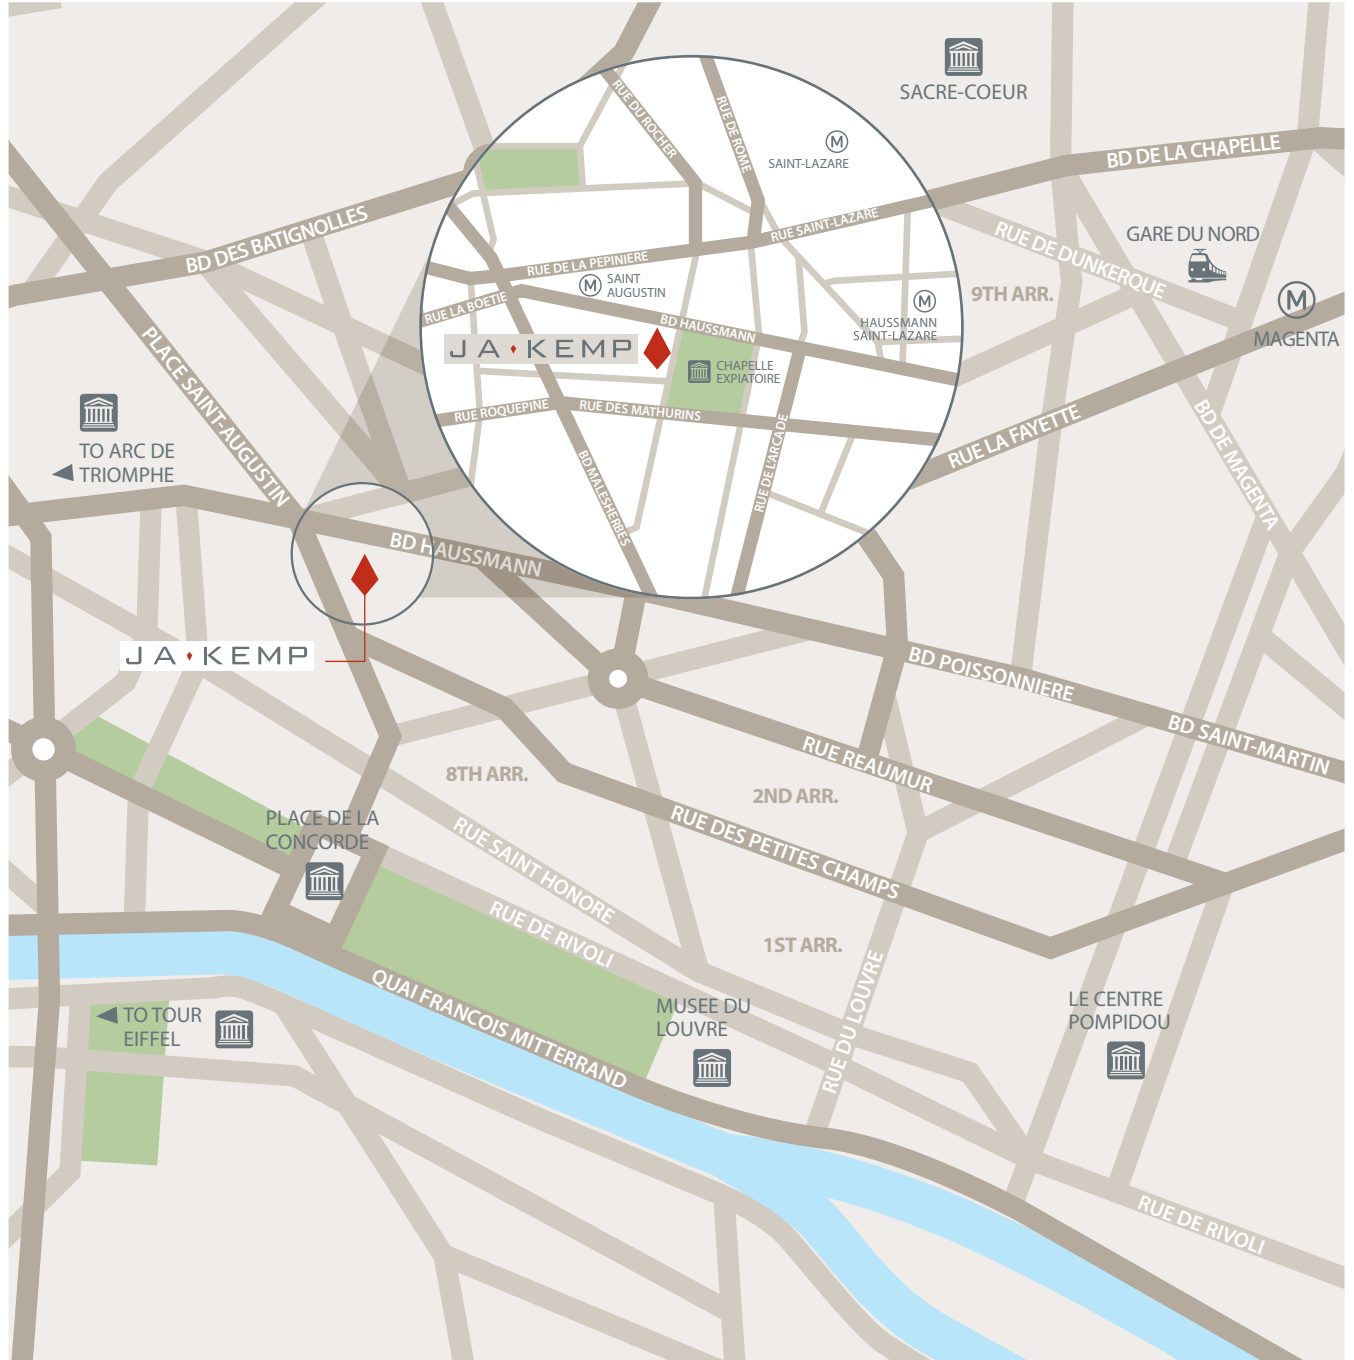 SACRE-COEUR
BD DE LA CHAPELLE
RUE DU ROCHER
RUE DE ROME
M
SAINT-LAZARE
BD DES BATIGNOLLES
RUE SAINT-LAZARE
RUE DE DUNKERQUE
GARE DU NORD
RUE DE LA PEPINIERE
M
SAINT
AUGUSTIN
9TH ARR.
M
MAGENTA
RUE LA BOETIE
BD HAUSSMANN
M
HAUSSMANN
SAINT-LAZARE
JA KEMP
CHAPELLE
EXPIATOIRE
PLACE SAINT-AUGUSTIN
RUE ROQUEPINE
RUE DES MATHURINS
RUE DE L'ARCADE
BD MALESHERBES
RUE LA FAYETTE
BD DE MAGENTA
TO ARC DE
TRIOMPHE
BD HAUSSMANN
JA KEMP
BD POISSONNIERE
BD SAINT-MARTIN
RUE REAUMUR
8TH ARR.
2ND ARR.
RUE DES PETITES CHAMPS
PLACE DE LA
CONCORDE
RUE SAINT HONORE
RUE DE RIVOLI
1ST ARR.
QUAI FRANCOIS MITTERRAND
MUSEE DU
LOUVRE
RUE DU LOUVRE
LE CENTRE
POMPIDOU
TO TOUR
EIFFEL
RUE DE RIVOLI